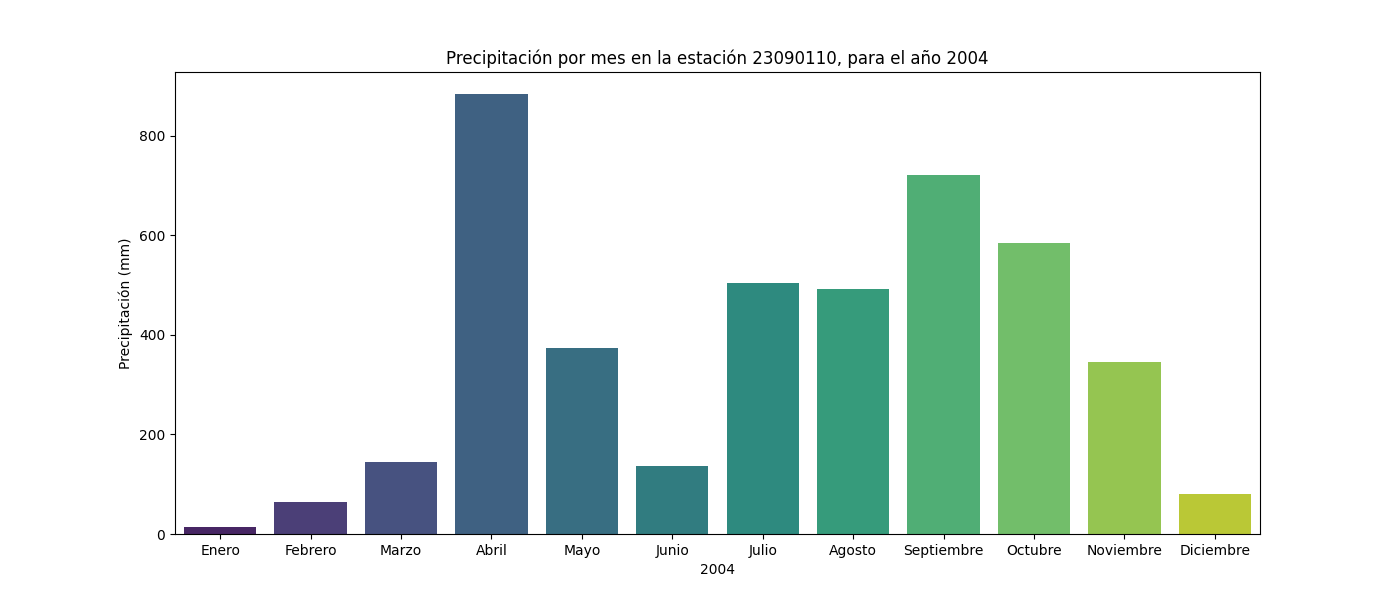 Precipitación por mes en la estación 23090110, para el año 2004
Precipitación (mm)
800
600
400
200
0
Enero Febrero Marzo Abril Mayo Junio Julio Agosto Septiembre Octubre Noviembre Diciembre
2004